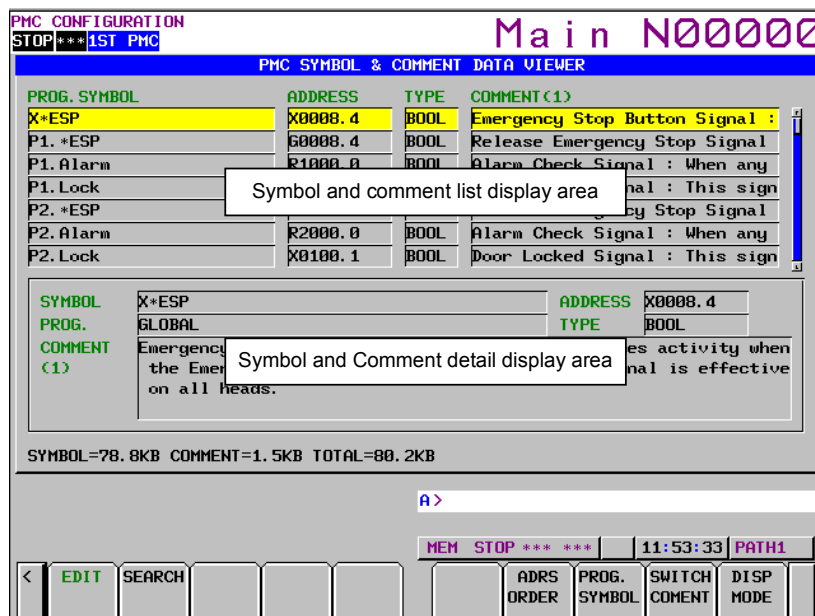 PMC CONFIGURATION
STOP***1ST PMC
Main N00000
PMC SYMBOL & COMMENT DATA VIEWER
PROG.SYMBOL ADDRESS TYPE COMMENT(1)
X*ESP X0008.4 BOOL Emergency Stop Button Signal :
P1.*ESP G0008.4 BOOL Release Emergency Stop Signal
P1.Alarm R1000.0 BOOL Alarm Check Signal : When any
P1.Lock nal : This sign
Symbol and comment list display area
P2.*ESP cy Stop Signal
P2.Alarm R2000.0 BOOL Alarm Check Signal : When any
P2.Lock X0100.1 BOOL Door Locked Signal : This sign
SYMBOL X*ESP ADDRESS X0008.4
PROG. GLOBAL TYPE BOOL
COMMENT Emergency es activity when
(1) the Emer nal is effective
Symbol and Comment detail display area
on all heads.
SYMBOL=78.8KB COMMENT=1.5KB TOTAL=80.2KB
A>
MEM STOP *** *** 11:53:33 PATH1
< EDIT SEARCH ADRS ORDER PROG. SYMBOL SWITCH COMENT DISP MODE